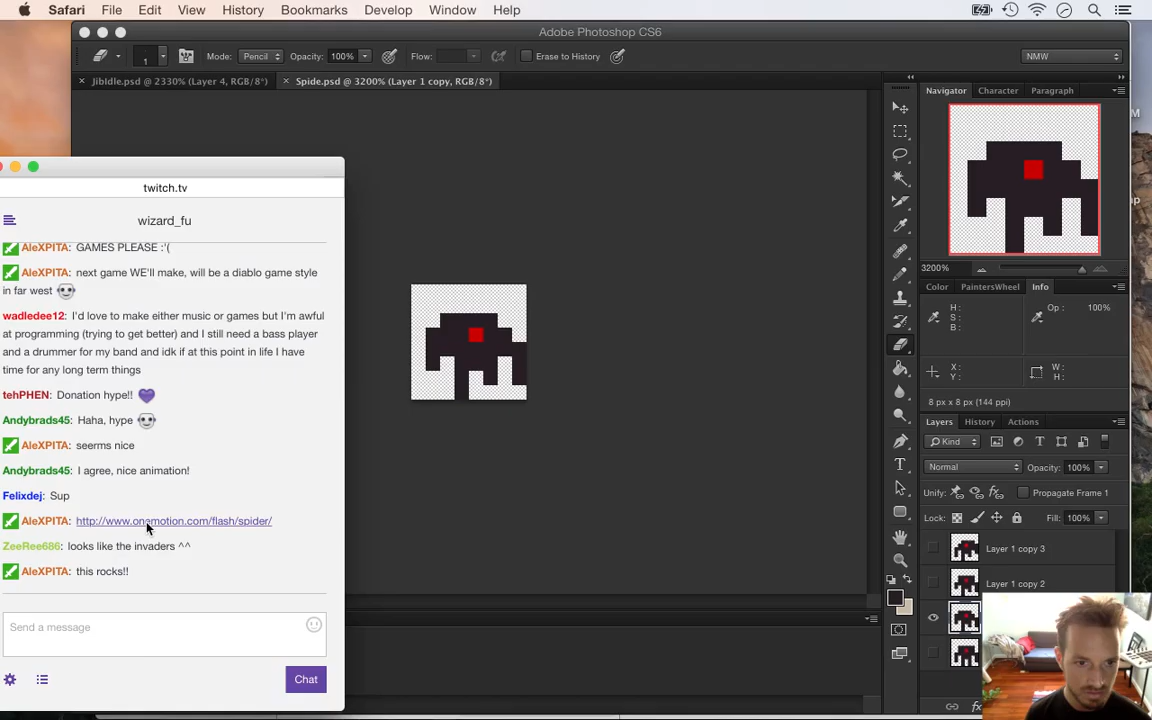 Safari File Edit View History Bookmarks Develop Window Help
Adobe Photoshop CS6
1 Mode: Pencil Opacity: 100% Flow: Erase to History NMW
JibIdle.psd @ 2330% (Layer 4, RGB/8*) Spide.psd @ 3200% (Layer 1 copy, RGB/8*)
Navigator Character Paragraph
twitch.tv
wizard_fu
AleXPITA: GAMES PLEASE :'(
AleXPITA: next game WE'll make, will be a diablo game style
in far west
wadledee12: I'd love to make either music or games but I'm awful
at programming (trying to get better) and I still need a bass player
and a drummer for my band and idk if at this point in life I have
time for any long term things
tehPHEN: Donation hype!!
Andybrads45: Haha, hype
AleXPITA: seerms nice
Andybrads45: I agree, nice animation!
Felixdej: Sup
AleXPITA: http://www.onemotion.com/flash/spider/
ZeeRee686: looks like the invaders ^^
AleXPITA: this rocks!!
Send a message
Chat
3200%
Color PaintersWheel Info
H: Op: 100%
S:
B:
X: W:
Y: H:
8 px x 8 px (144 ppi)
Layers History Actions
Kind
Normal Opacity: 100%
Unify: Propagate Frame 1
Lock: Fill: 100%
Layer 1 copy 3
Layer 1 copy 2
fx